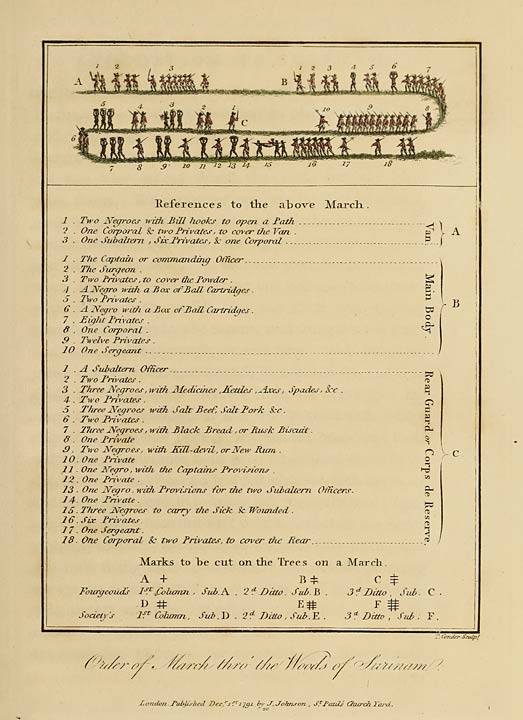 1 2 3 1 2 3 4 5 6 7
A B
5 4 3 2 1 10 9 8
C
6
7 8 9 10 11 12 13 14 15 16 17 18
References to the above March.
1 . Two Negroes with Bill hooks to open a Path
2 . One Corporal & two Privates, to cover the Van .
3 . One Subaltern , Six Privates, & one Corporal
Van
A
1 . The Captain or commanding Officer
2 . The Surgeon .
3 . Two Privates, to cover the Powder .
4 . A Negro with a Box of Ball Cartridges .
5 . Two Privates .
6 . A Negro with a Box of Ball Cartridges .
7 . Eight Privates .
8 . One Corporal .
9 . Twelve Privates .
10 One Sergeant
Main Body.
B
1 . A Subaltern Officer
2 . Two Privates .
3 . Three Negroes, with Medicines, Kettles, Axes, Spades, &c .
4 . Two Privates .
5 . Three Negroes with Salt Beef, Salt Pork &c .
6 . Two Privates .
7 . Three Negroes, with Black Bread, or Rusk Biscuit .
8 . One Private
9 . Two Negroes, with Kill-devil, or New Rum .
10 . One Private
11 . One Negro, with the Captains Provisions .
12 . One Private .
13 . One Negro, with Provisions for the two Subaltern Officers.
14 . One Private .
15 . Three Negroes to carry the Sick & Wounded .
16 . Six Privates
17 . One Sergeant
18 . One Corporal & two Privates, to cover the Rear
Rear Guard or Corps de Reserve.
C
Marks to be cut on the Trees on a March.
A B C
Fourgeoud's 1st Column, Sub. A . 2d Ditto, Sub. B . 3d Ditto, Sub. C .
D E F
Society's 1st Column, Sub. D . 2d Ditto, Sub. E . 3d Ditto, Sub. F .
Conder Sculpt
Order of March thro' the Woods of Surinam.
London, Published Decr. 1st 1791, by J. Johnson, St. Paul's Church Yard.